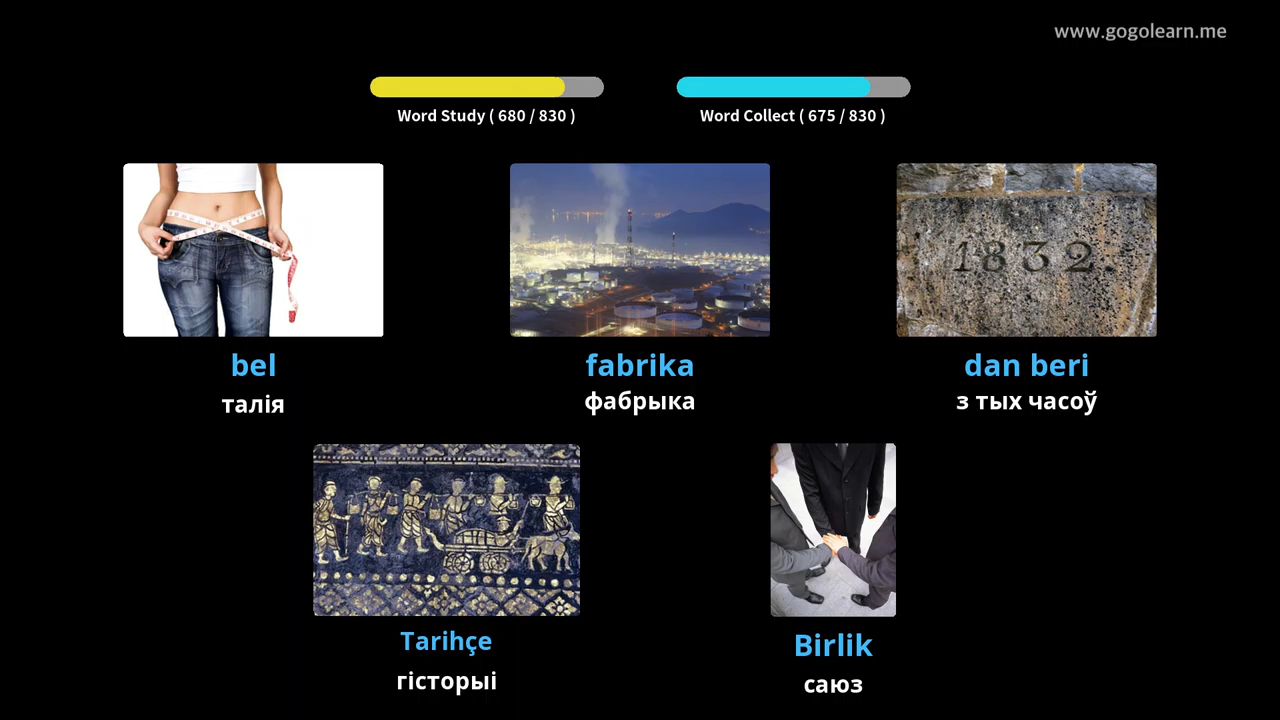 www.gogolearn.me
Word Study ( 680 / 830 )
Word Collect ( 675 / 830 )
1832.
bel
талія
fabrika
фабрыка
dan beri
з тых часоў
Tarihçe
гісторыі
Birlik
саюз